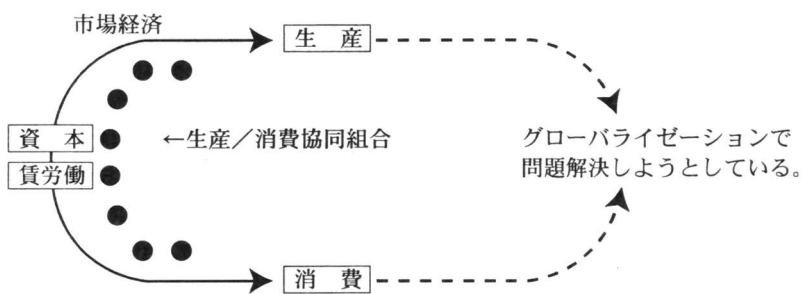 市場経済
生 産
資 本
←生産／消費協同組合
グローバライゼーションで
問題解決しようとしている。
賃労働
消 費